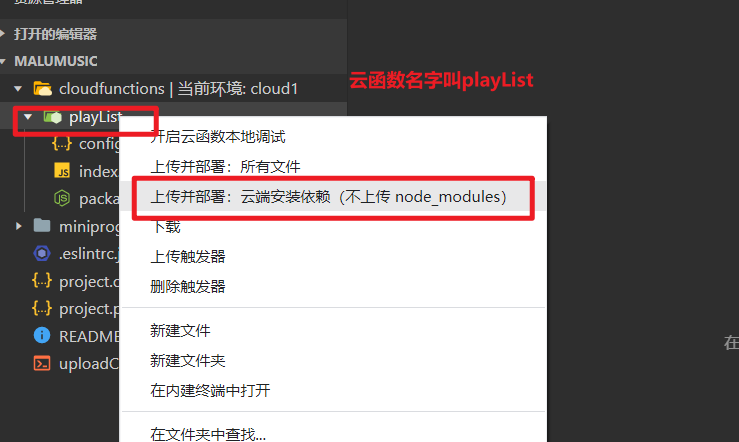 资源管理器
打开的编辑器
MALUMUSIC
云函数名字叫playList
cloudfunctions | 当前环境: cloud1
playList
开启云函数本地调试
config
上传并部署：所有文件
index.
上传并部署：云端安装依赖（不上传 node_modules）
packa
下载
miniprog
上传触发器
.eslintrc.j
删除触发器
project.c
project.p
新建文件
README
新建文件夹
uploadC
在
在内建终端中打开
在文件夹中查找...